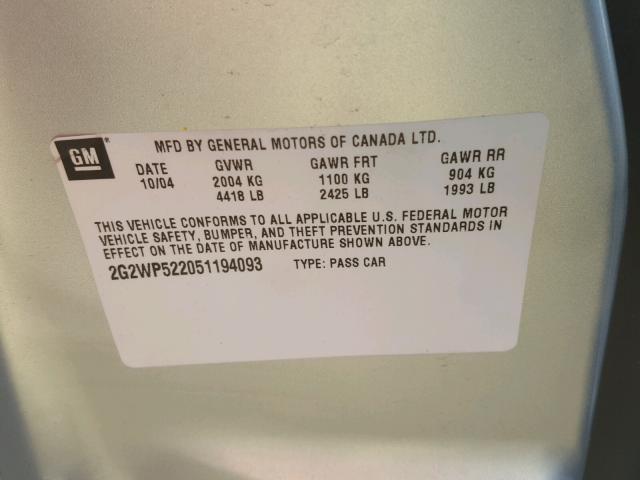 GM
MFD BY GENERAL MOTORS OF CANADA LTD.
DATE GVWR GAWR FRT GAWR RR
10/04 2004 KG 1100 KG 904 KG
4418 LB 2425 LB 1993 LB
THIS VEHICLE CONFORMS TO ALL APPLICABLE U.S. FEDERAL MOTOR
VEHICLE SAFETY, BUMPER, AND THEFT PREVENTION STANDARDS IN
EFFECT ON THE DATE OF MANUFACTURE SHOWN ABOVE.
2G2WP522051194093 TYPE: PASS CAR